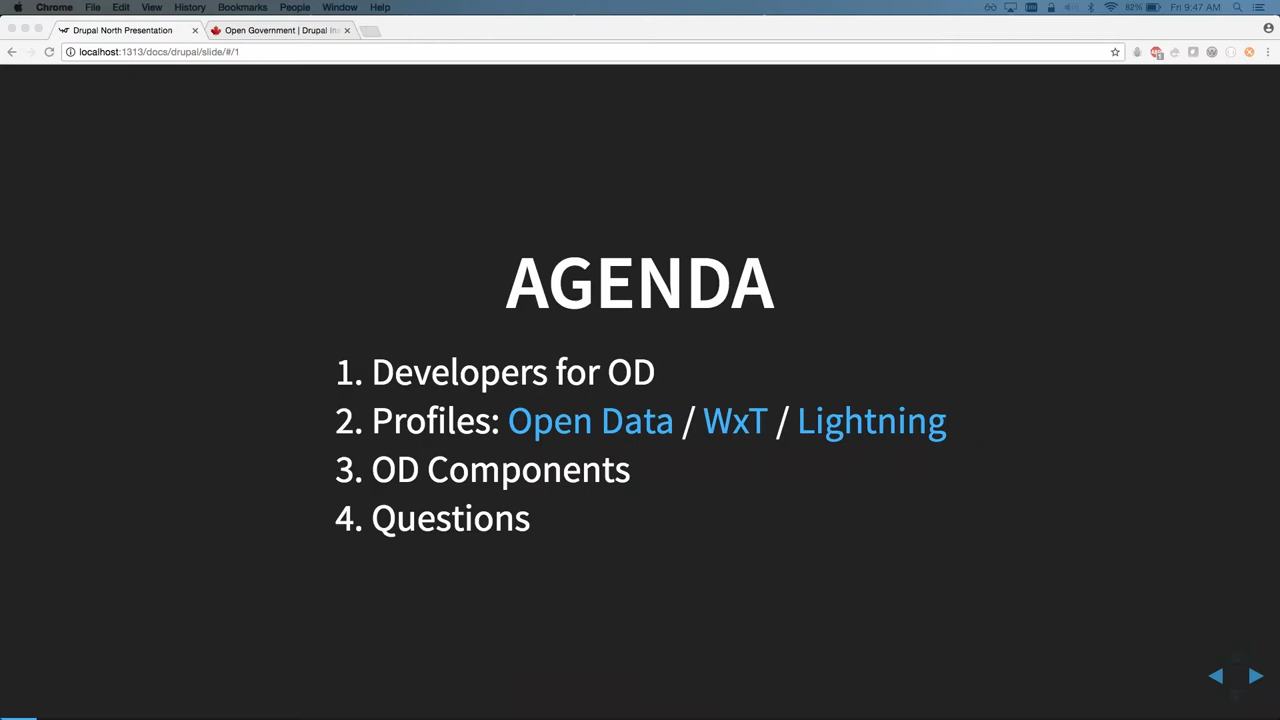 Chrome File Edit View History Bookmarks People Window Help 82% Fri 9:47 AM
Drupal North Presentation Open Government | Drupal
localhost:1313/docs/drupal/slide/#/1
AGENDA
1. Developers for OD
2. Profiles: Open Data / WxT / Lightning
3. OD Components
4. Questions